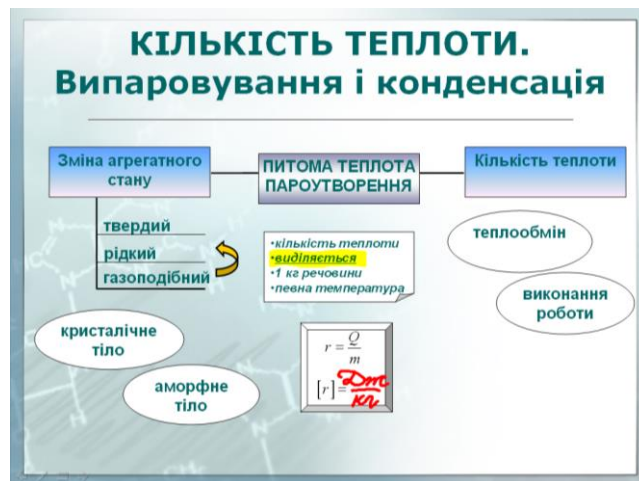 КІЛЬКІСТЬ ТЕПЛОТИ.
Випаровування і конденсація
Зміна агрегатного
стану
ПИТОМА ТЕПЛОТА
ПАРОУТВОРЕННЯ
Кількість теплоти
твердий
рідкий
газоподібний
•кількість теплоти
•виділяється
•1 кг речовини
•певна температура
теплообмін
виконання
роботи
кристалічне
тіло
аморфне
тіло
r = Q/m
[r] = Дж/кг